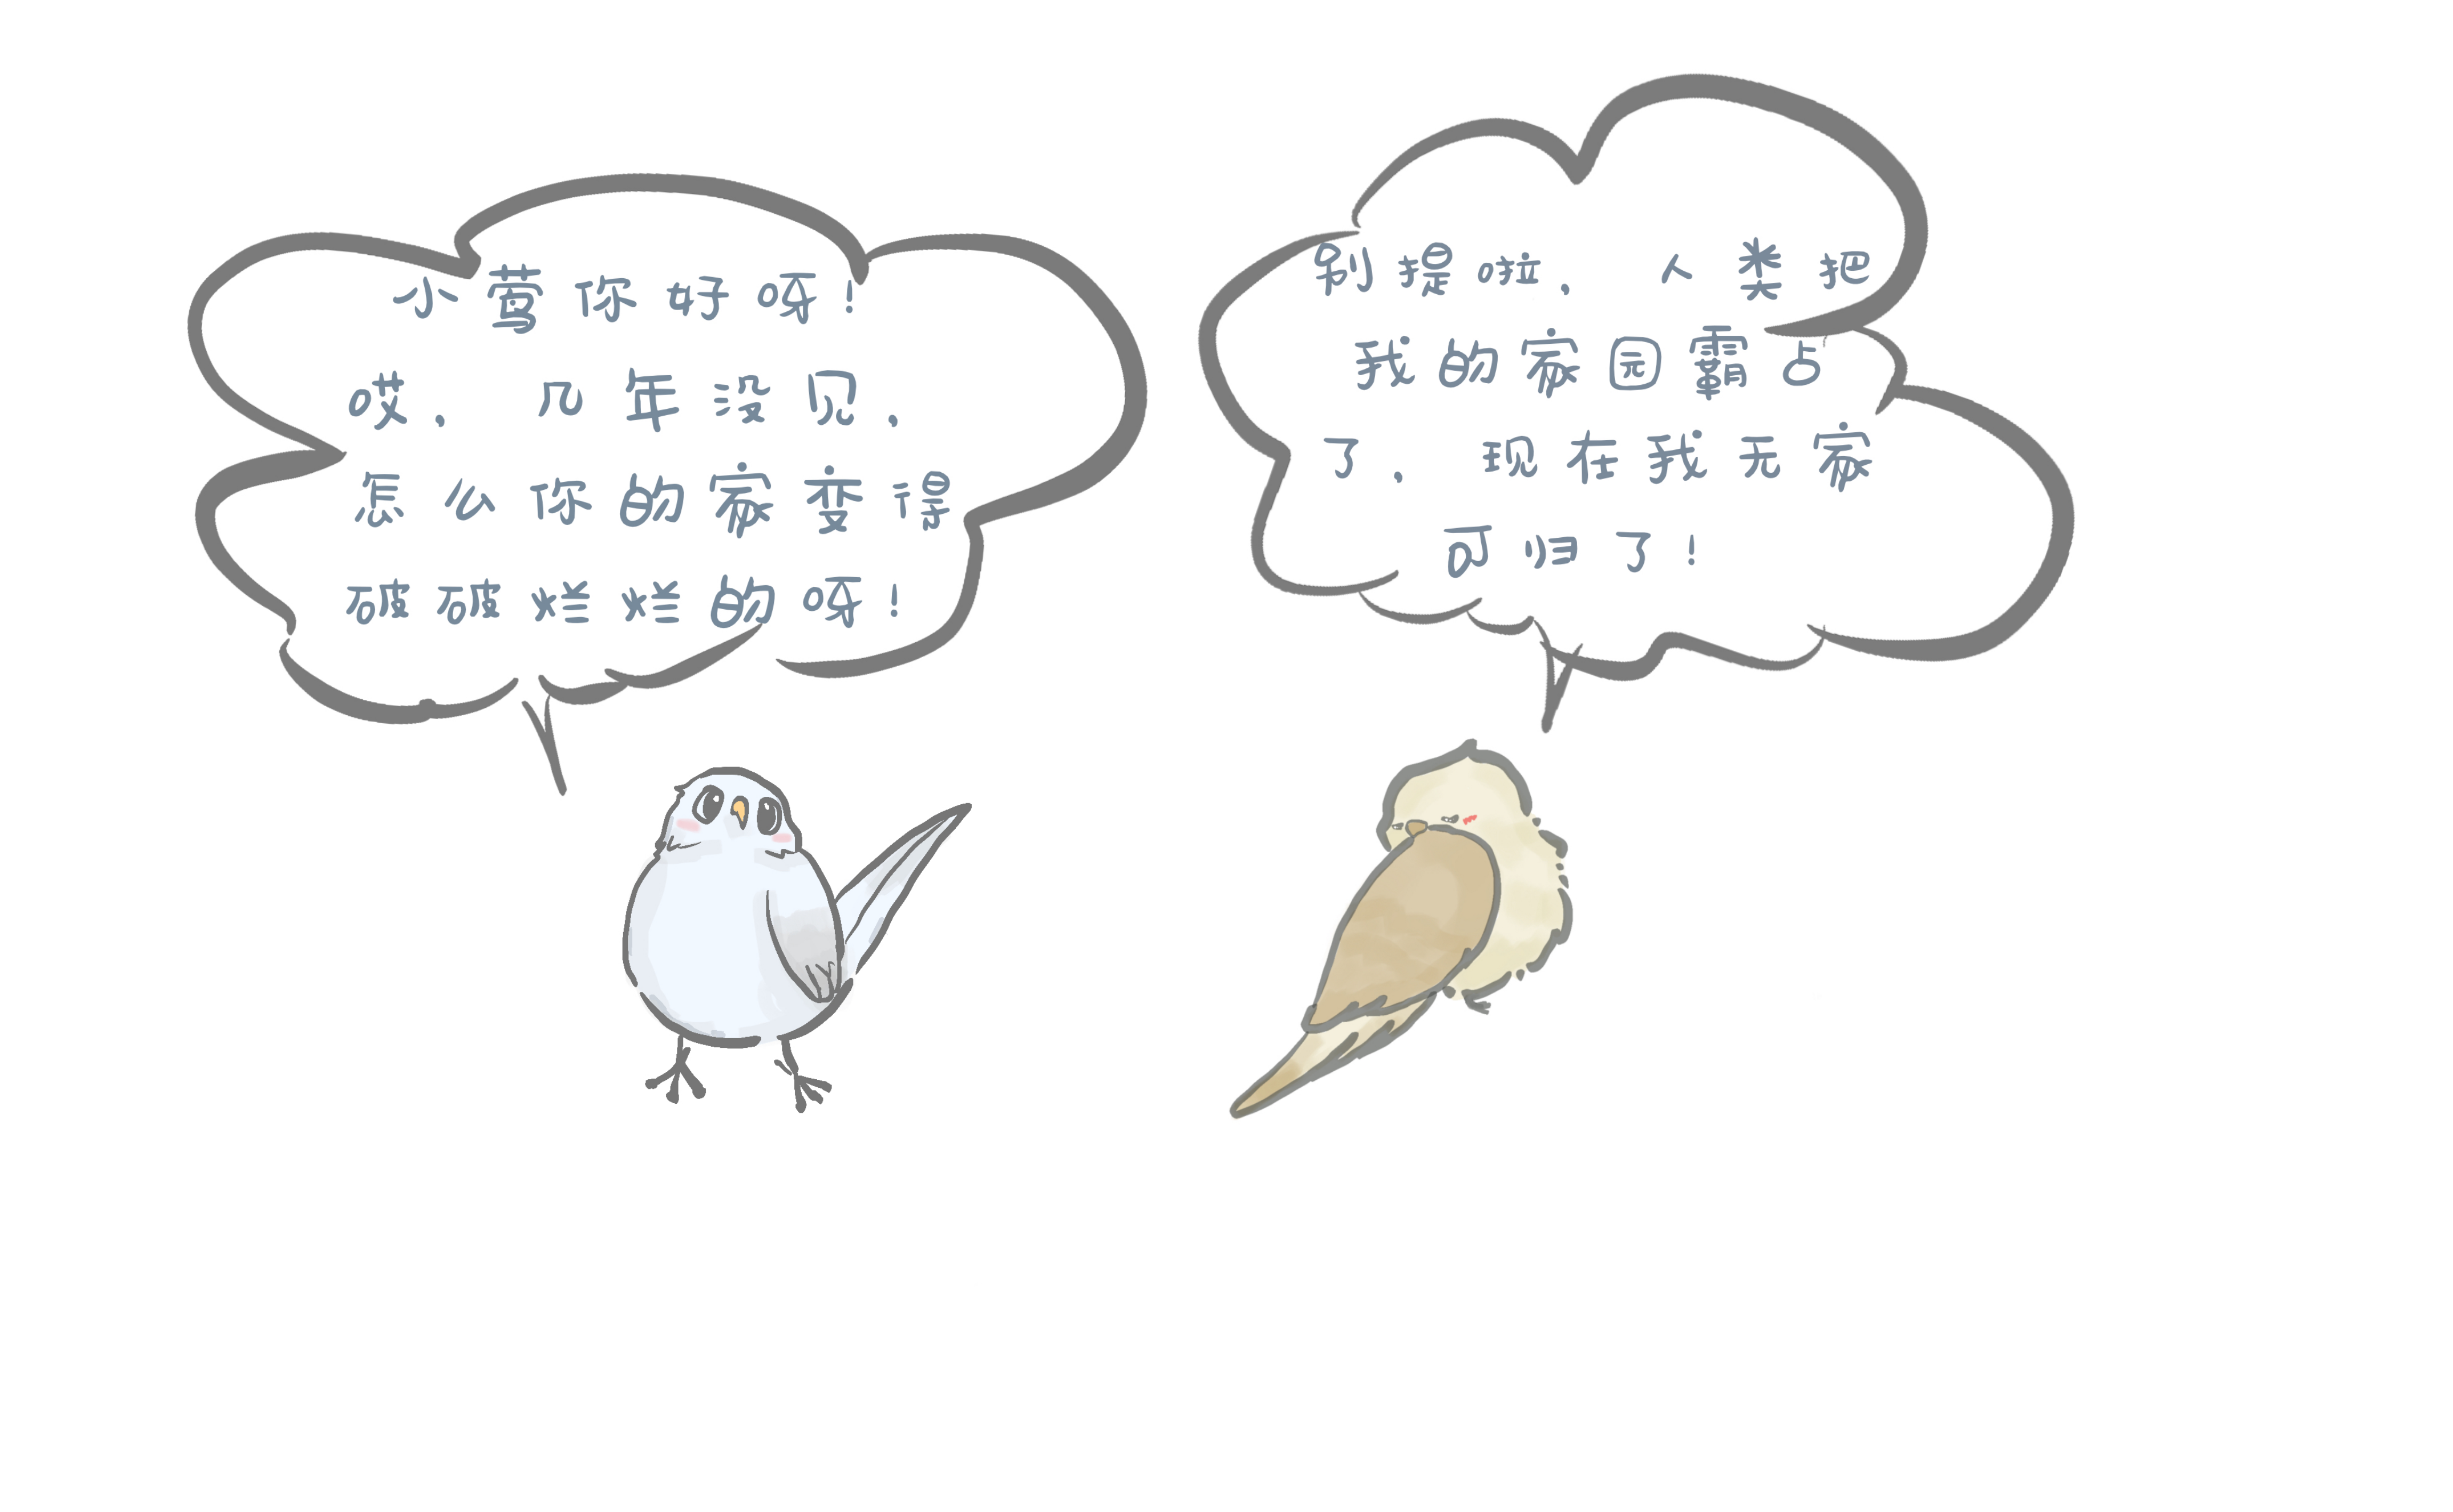 小莺你好呀!
哎, 几年没见,
怎么你的家变得
破破烂烂的呀!
别提啦, 人类把
我的家园霸占
了, 现在我无家
可归了!